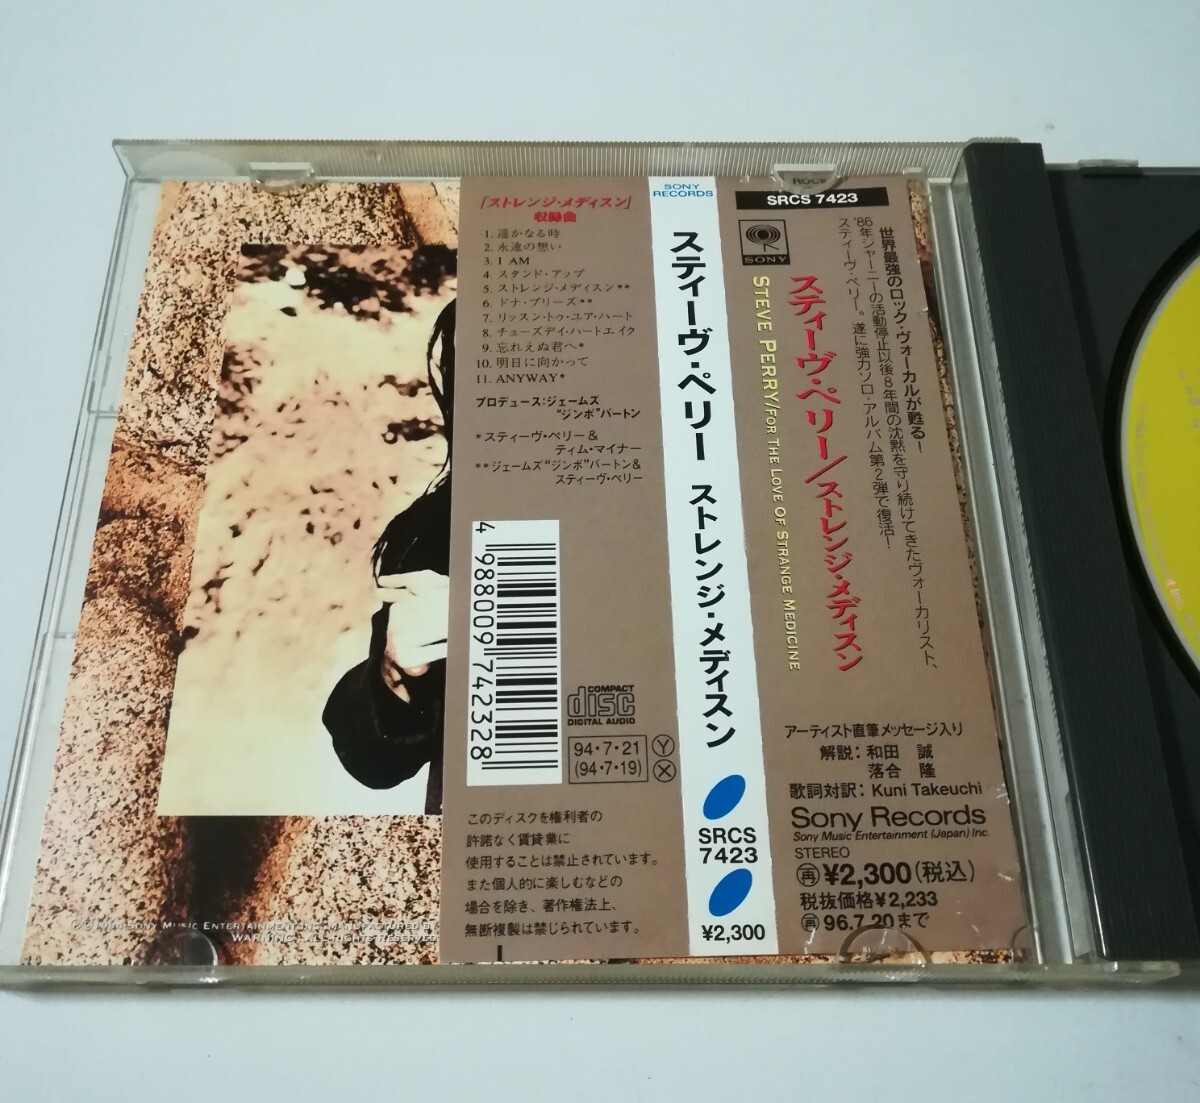 「ストレンジ・メディスン」
収録曲
1. 遥かなる時
2. 永遠の想い
3. I AM
4. スタンド・アップ
5. ストレンジ・メディスン**
6. ドナ・プリーズ**
7. リッスン・トゥ・ユア・ハート
8. チューズデイ・ハートエイク
9. 忘れえぬ君へ*
10. 明日に向かって
11. ANYWAY*
プロデュース:ジェームズ
"ジンボ"バートン
*スティーヴ・ペリー&
ティム・マイナー
**ジェームズ"ジンボ"バートン&
スティーヴ・ペリー
4 988009 742328
COMPACT
disc
DIGITAL AUDIO
94・7・21
(94・7・19)
Y
X
このディスクを権利者の
許諾なく賃貸業に
使用することは禁止されています。
また個人的に楽しむなどの
場合を除き、著作権法上、
無断複製は禁じられています。
SONY
RECORDS
スティーヴ・ペリー ストレンジ・メディスン
SRCS
7423
¥2,300
ROCK
SRCS 7423
SONY
世界最強のロック・ヴォーカルが甦る!
'86年ジャーニーの活動停止以後8年間の沈黙を守り続けてきたヴォーカリスト、
スティーヴ・ペリー。遂に強力ソロ・アルバム第2弾で復活!
スティーヴ・ペリー/ストレンジ・メディスン
STEVE PERRY/FOR THE LOVE OF STRANGE MEDICINE
アーティスト直筆メッセージ入り
解説:和田 誠
落合 隆
歌詞対訳:Kuni Takeuchi
Sony Records
Sony Music Entertainment (Japan) Inc.
STEREO
再¥2,300(税込)
税抜価格¥2,233
再96.7.20まで
1994 SONY MUSIC ENTERTAINMENT INC. MANUFACTURED BY
WARNING: ALL RIGHTS RESERVED